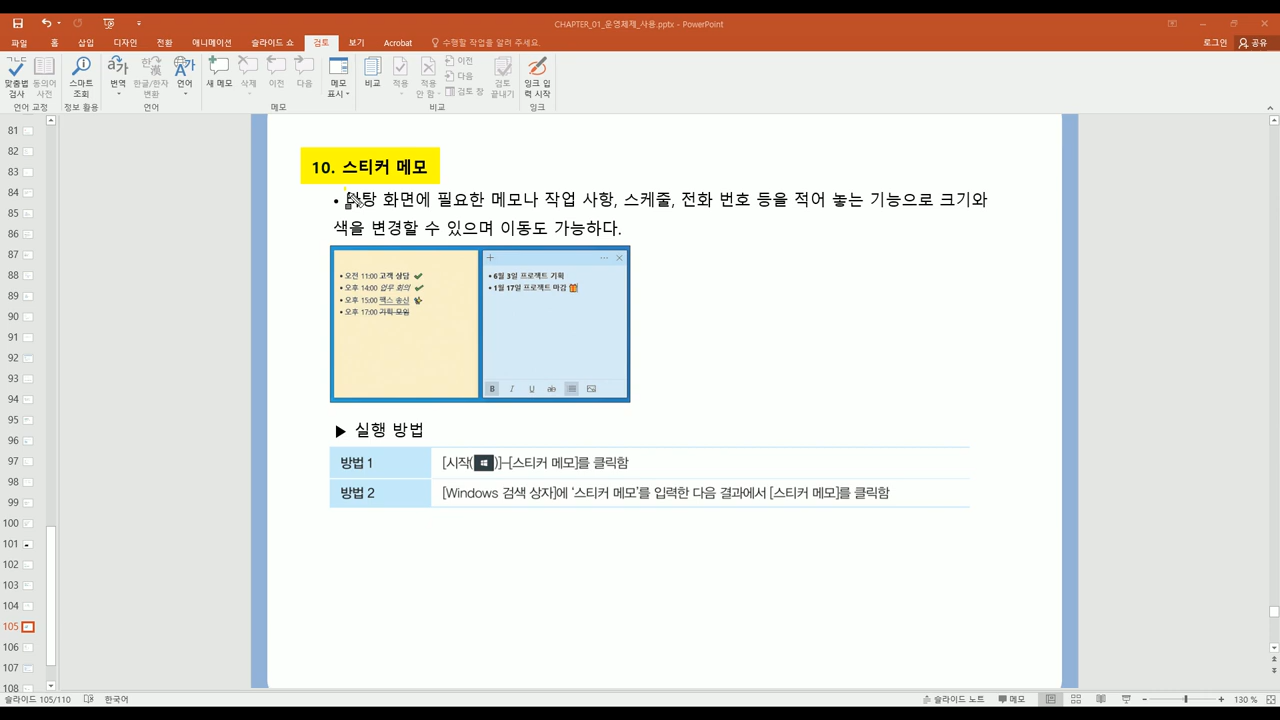 CHAPTER_01_운영체제_사용.pptx - PowerPoint
파일 홈 삽입 디자인 전환 애니메이션 슬라이드 쇼 검토 보기 Acrobat 수행할 작업을 알려 주세요. 로그인 공유
맞춤법 검사 동의어 사전 스마트 조회 번역 한글/한자 변환 언어 새 메모 삭제 이전 다음 메모 표시 비교 적용 적용 안 함 이전 다음 검토 창 검토 끝내기 잉크 입력 시작
언어 교정 정보 활용 언어 메모 비교 잉크
81
82
83
84
85
86
87
88
89
90
91
92
93
94
95
96
97
98
99
100
101
102
103
104
105
106
107
108
10. 스티커 메모
• 바탕 화면에 필요한 메모나 작업 사항, 스케줄, 전화 번호 등을 적어 놓는 기능으로 크기와
색을 변경할 수 있으며 이동도 가능하다.
• 오전 11:00 고객 상담
• 오후 14:00 업무 회의
• 오후 15:00 팩스 송신
• 오후 17:00 기획 모임
• 6월 3일 프로젝트 기획
• 1월 17일 프로젝트 마감
B I U ab
▶ 실행 방법
방법 1 [시작()]-[스티커 메모]를 클릭함
방법 2 [Windows 검색 상자]에 '스티커 메모'를 입력한 다음 결과에서 [스티커 메모]를 클릭함
슬라이드 105/110 한국어 슬라이드 노트 메모 130 %